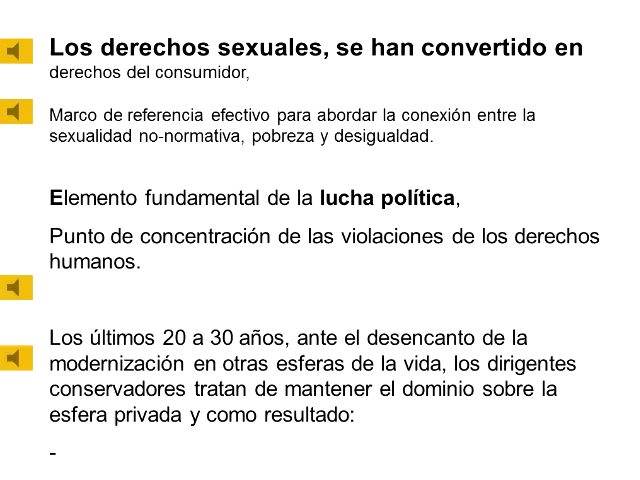 Los derechos sexuales, se han convertido en
derechos del consumidor,
Marco de referencia efectivo para abordar la conexión entre la
sexualidad no-normativa, pobreza y desigualdad.
Elemento fundamental de la lucha política,
Punto de concentración de las violaciones de los derechos
humanos.
Los últimos 20 a 30 años, ante el desencanto de la
modernización en otras esferas de la vida, los dirigentes
conservadores tratan de mantener el dominio sobre la
esfera privada y como resultado:
-